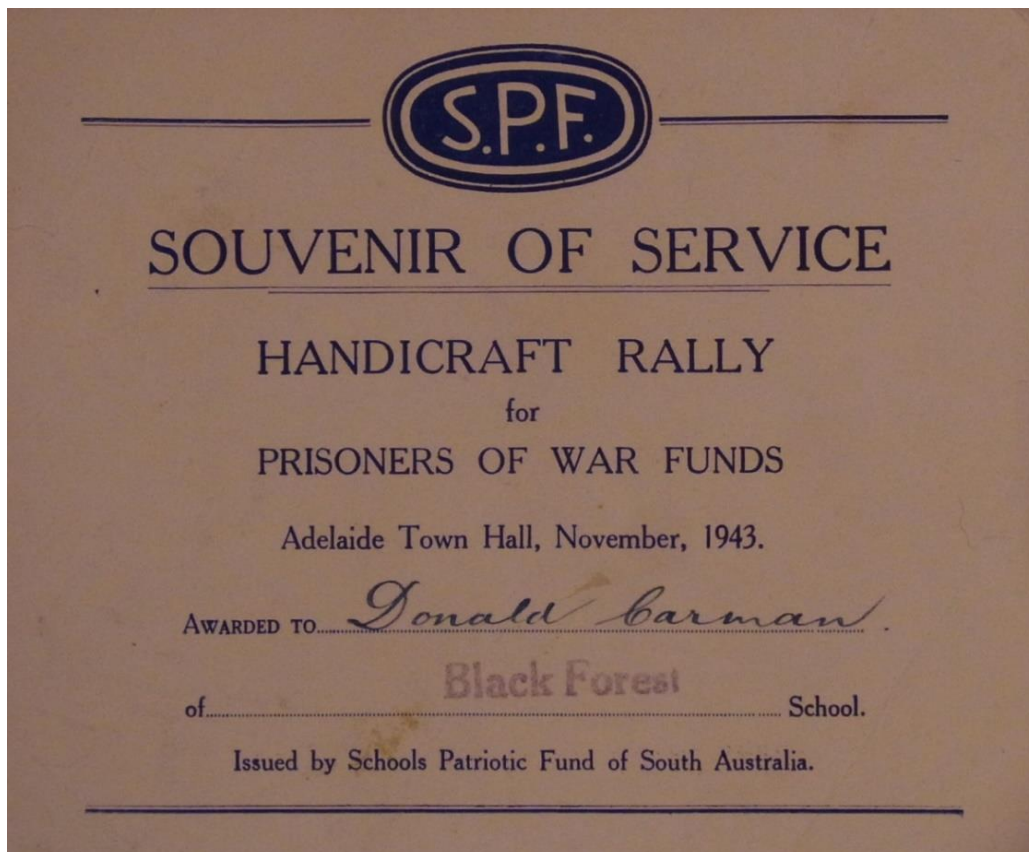 S.P.F.
SOUVENIR OF SERVICE
HANDICRAFT RALLY
for
PRISONERS OF WAR FUNDS
Adelaide Town Hall, November, 1943.
AWARDED TO Donald Carman.
Black Forest
of School.
Issued by Schools Patriotic Fund of South Australia.